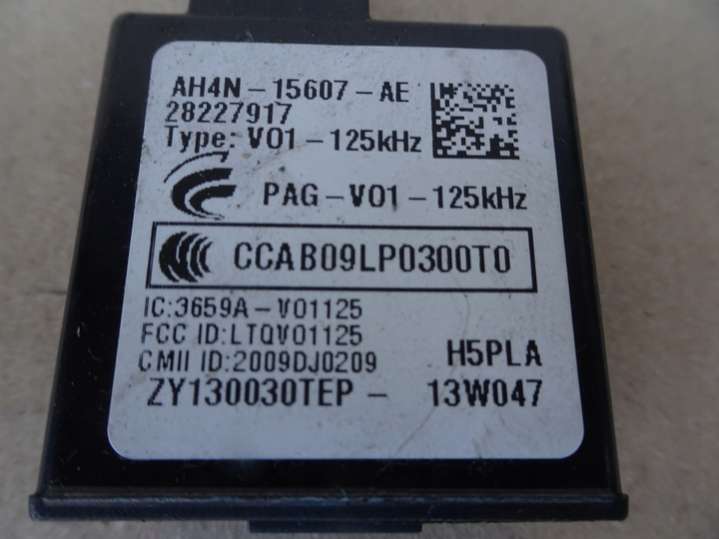 AH4N-15607-AE
28227917
Type: V01-125kHz
PAG-V01-125kHz
CCAB09LP0300T0
IC:3659A-V01125
FCC ID:LTQV01125
CMII ID:2009DJ0209
H5PLA
ZY130030TEP - 13W047